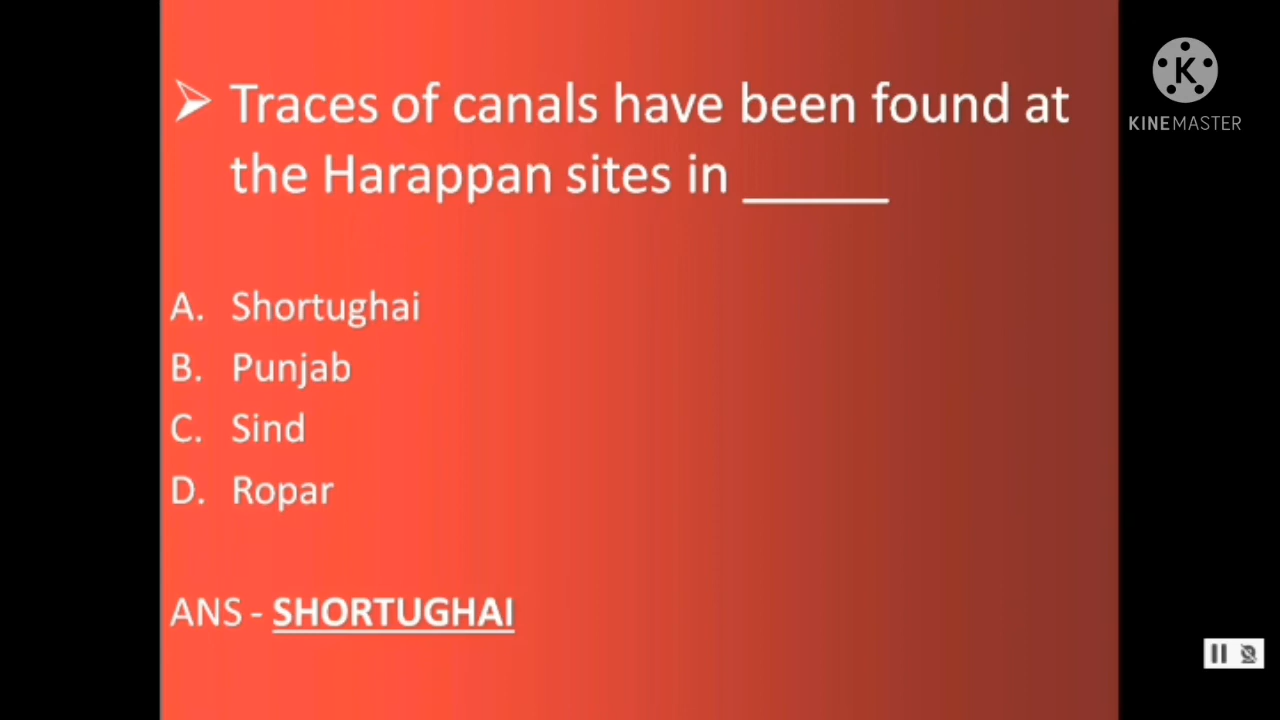 Traces of canals have been found at
the Harappan sites in ______
A. Shortughai
B. Punjab
C. Sind
D. Ropar
ANS - SHORTUGHAI
K
KINEMASTER